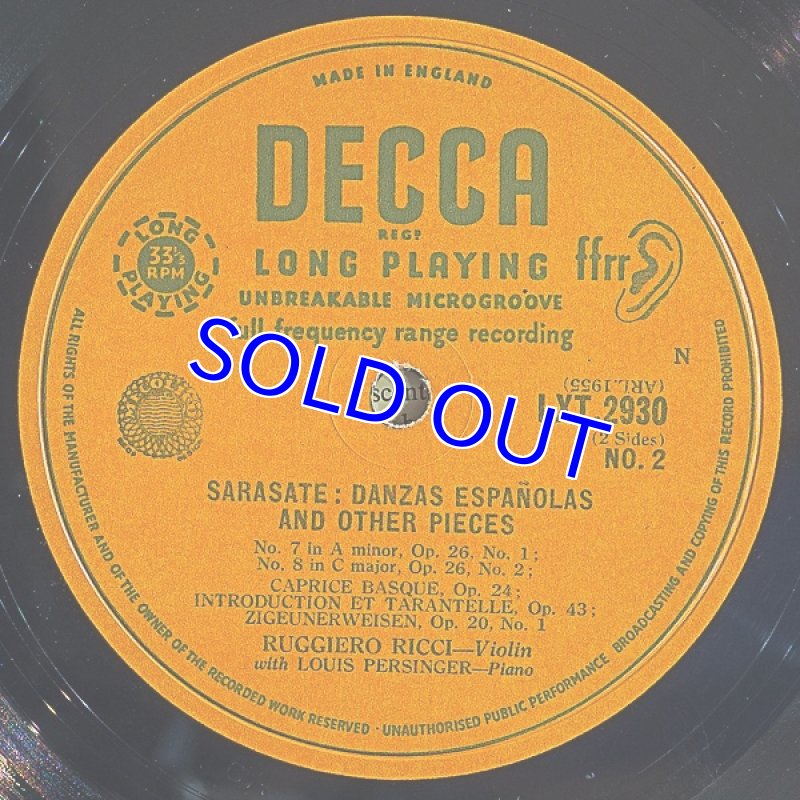 MADE IN ENGLAND
DECCA
REGD
LONG PLAYING
33⅓ RPM
LONG PLAYING
ffrr
UNBREAKABLE MICROGROOVE
full frequency range recording
N
(ARL.1955)
LXT.2930
(2 Sides)
NO. 2
SOLD OUT
SARASATE : DANZAS ESPAÑOLAS
AND OTHER PIECES
No. 7 in A minor, Op. 26, No. 1;
No. 8 in C major, Op. 26, No. 2;
CAPRICE BASQUE, Op. 24;
INTRODUCTION ET TARANTELLE, Op. 43;
ZIGEUNERWEISEN, Op. 20, No. 1
RUGGIERO RICCI—Violin
with LOUIS PERSINGER—Piano
ALL RIGHTS OF THE MANUFACTURER AND OF THE OWNER OF THE RECORDED WORK RESERVED · UNAUTHORISED PUBLIC PERFORMANCE BROADCASTING AND COPYING OF THIS RECORD PROHIBITED